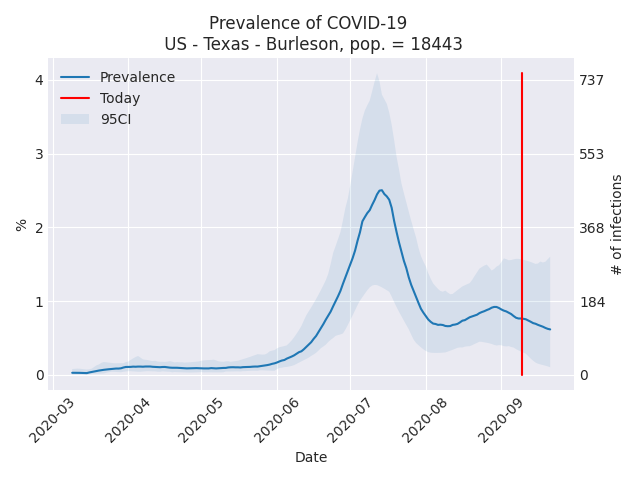 Prevalence of COVID-19
US - Texas - Burleson, pop. = 18443
Prevalence
Today
95CI
4
3
2
1
0
%
737
553
368
184
0
# of infections
2020-03
2020-04
2020-05
2020-06
2020-07
2020-08
2020-09
Date